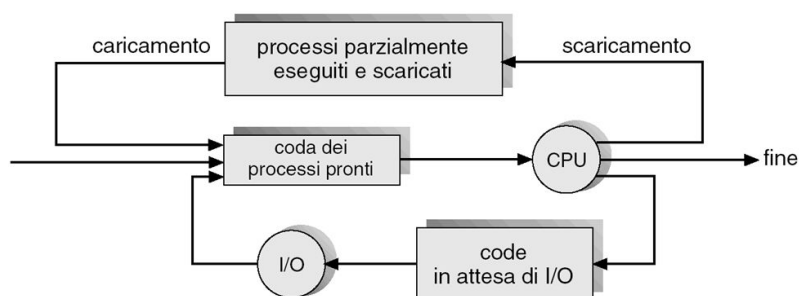 caricamento
processi parzialmente
eseguiti e scaricati
scaricamento
coda dei
processi pronti
CPU
fine
I/O
code
in attesa di I/O